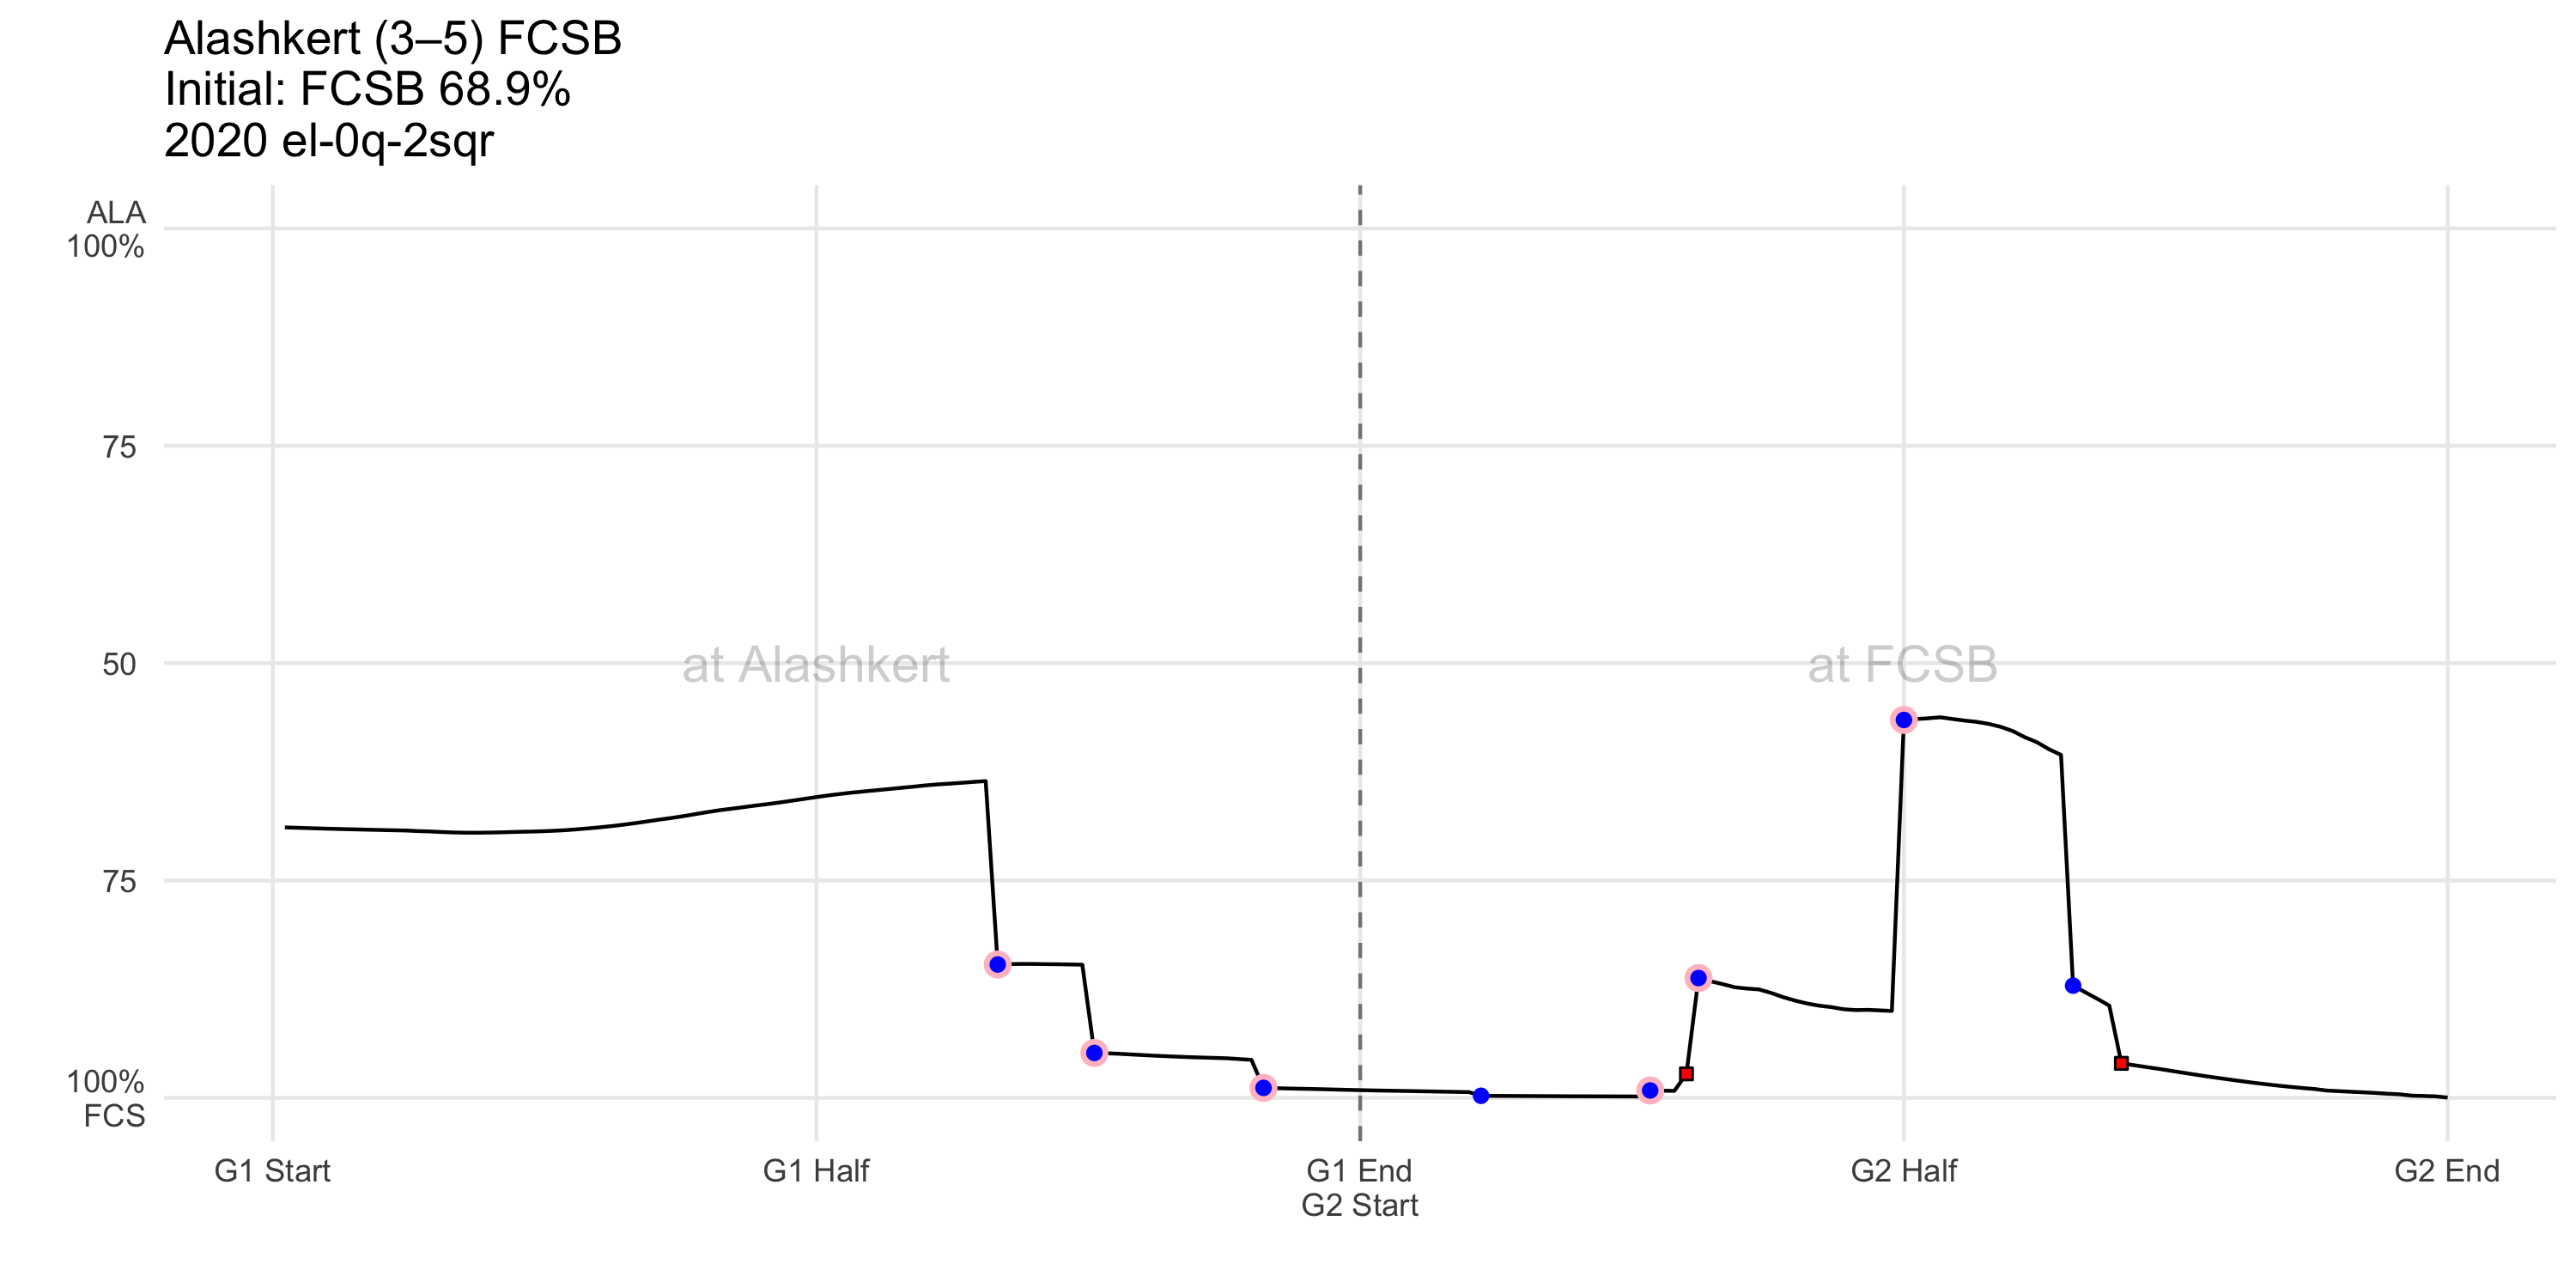 Alashkert (3–5) FCSB
Initial: FCSB 68.9%
2020 el-0q-2sqr
ALA
100%
75
50
at Alashkert
at FCSB
75
100%
FCS
G1 Start
G1 Half
G1 End
G2 Start
G2 Half
G2 End